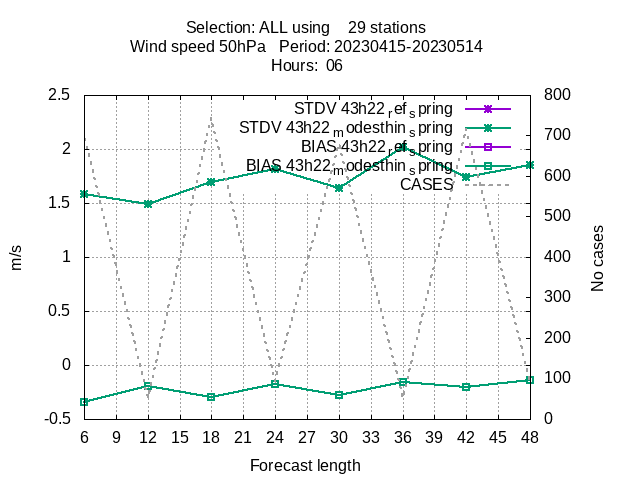 Selection: ALL using 29 stations
Wind speed 50hPa Period: 20230415-20230514
Hours: 06
2.5
2
1.5
1
0.5
0
-0.5
m/s
STDV 43h22_ref_spring
STDV 43h22_modesthin_spring
BIAS 43h22_ref_spring
BIAS 43h22_modesthin_spring
CASES
800
700
600
500
400
300
200
100
0
No cases
6 9 12 15 18 21 24 27 30 33 36 39 42 45 48
Forecast length